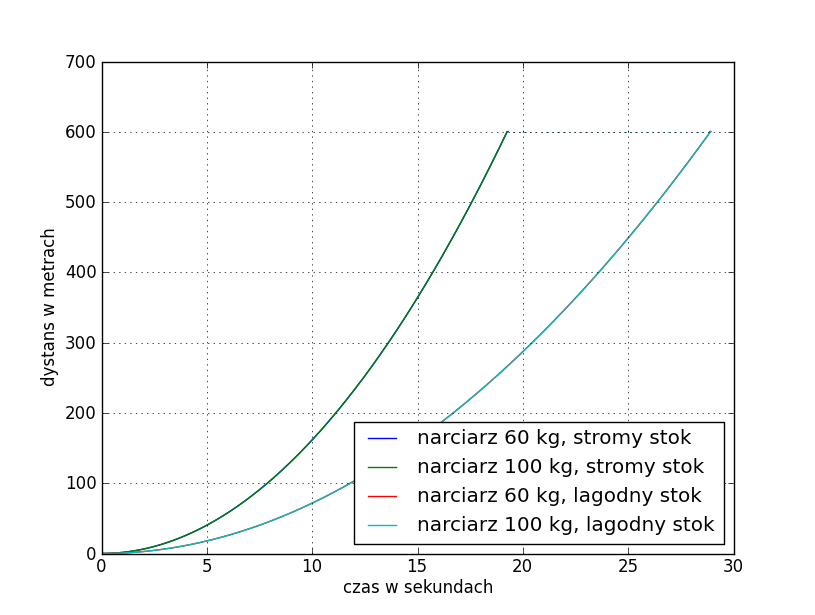 700
600
500
400
300
200
100
0
dystans w metrach
narciarz 60 kg, stromy stok
narciarz 100 kg, stromy stok
narciarz 60 kg, lagodny stok
narciarz 100 kg, lagodny stok
0 5 10 15 20 25 30
czas w sekundach